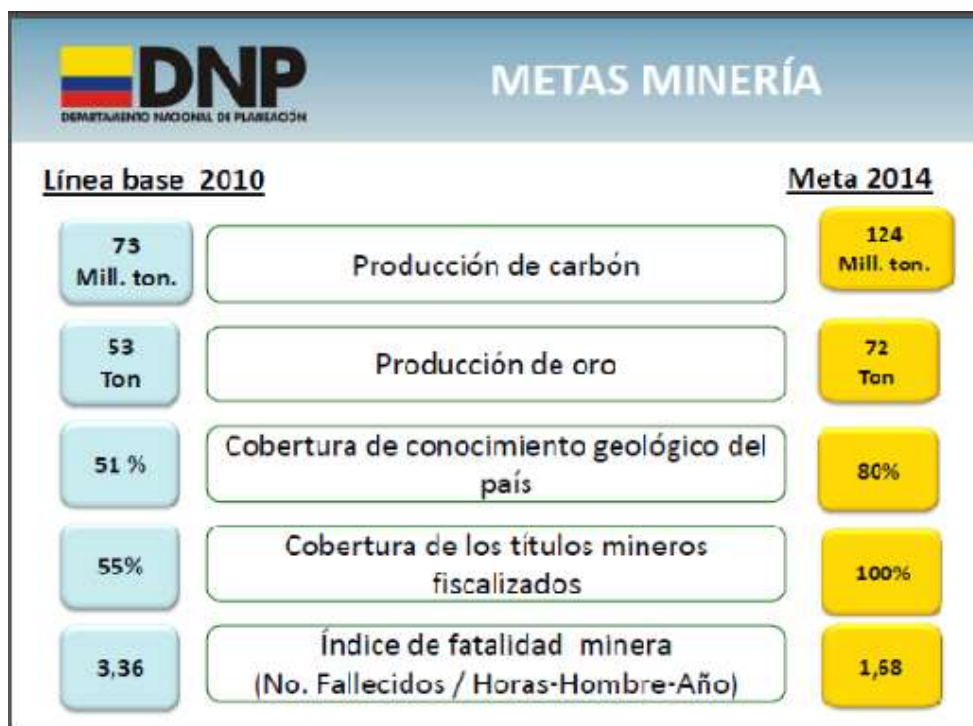 DNP
DEPARTAMENTO NACIONAL DE PLANEACIÓN
METAS MINERÍA
Línea base 2010
Meta 2014
73
Mill. ton.
Producción de carbón
124
Mill. ton.
53
Ton
Producción de oro
72
Ton
51 %
Cobertura de conocimiento geológico del
país
80%
55%
Cobertura de los títulos mineros
fiscalizados
100%
3,36
Índice de fatalidad minera
(No. Fallecidos / Horas-Hombre-Año)
1,68